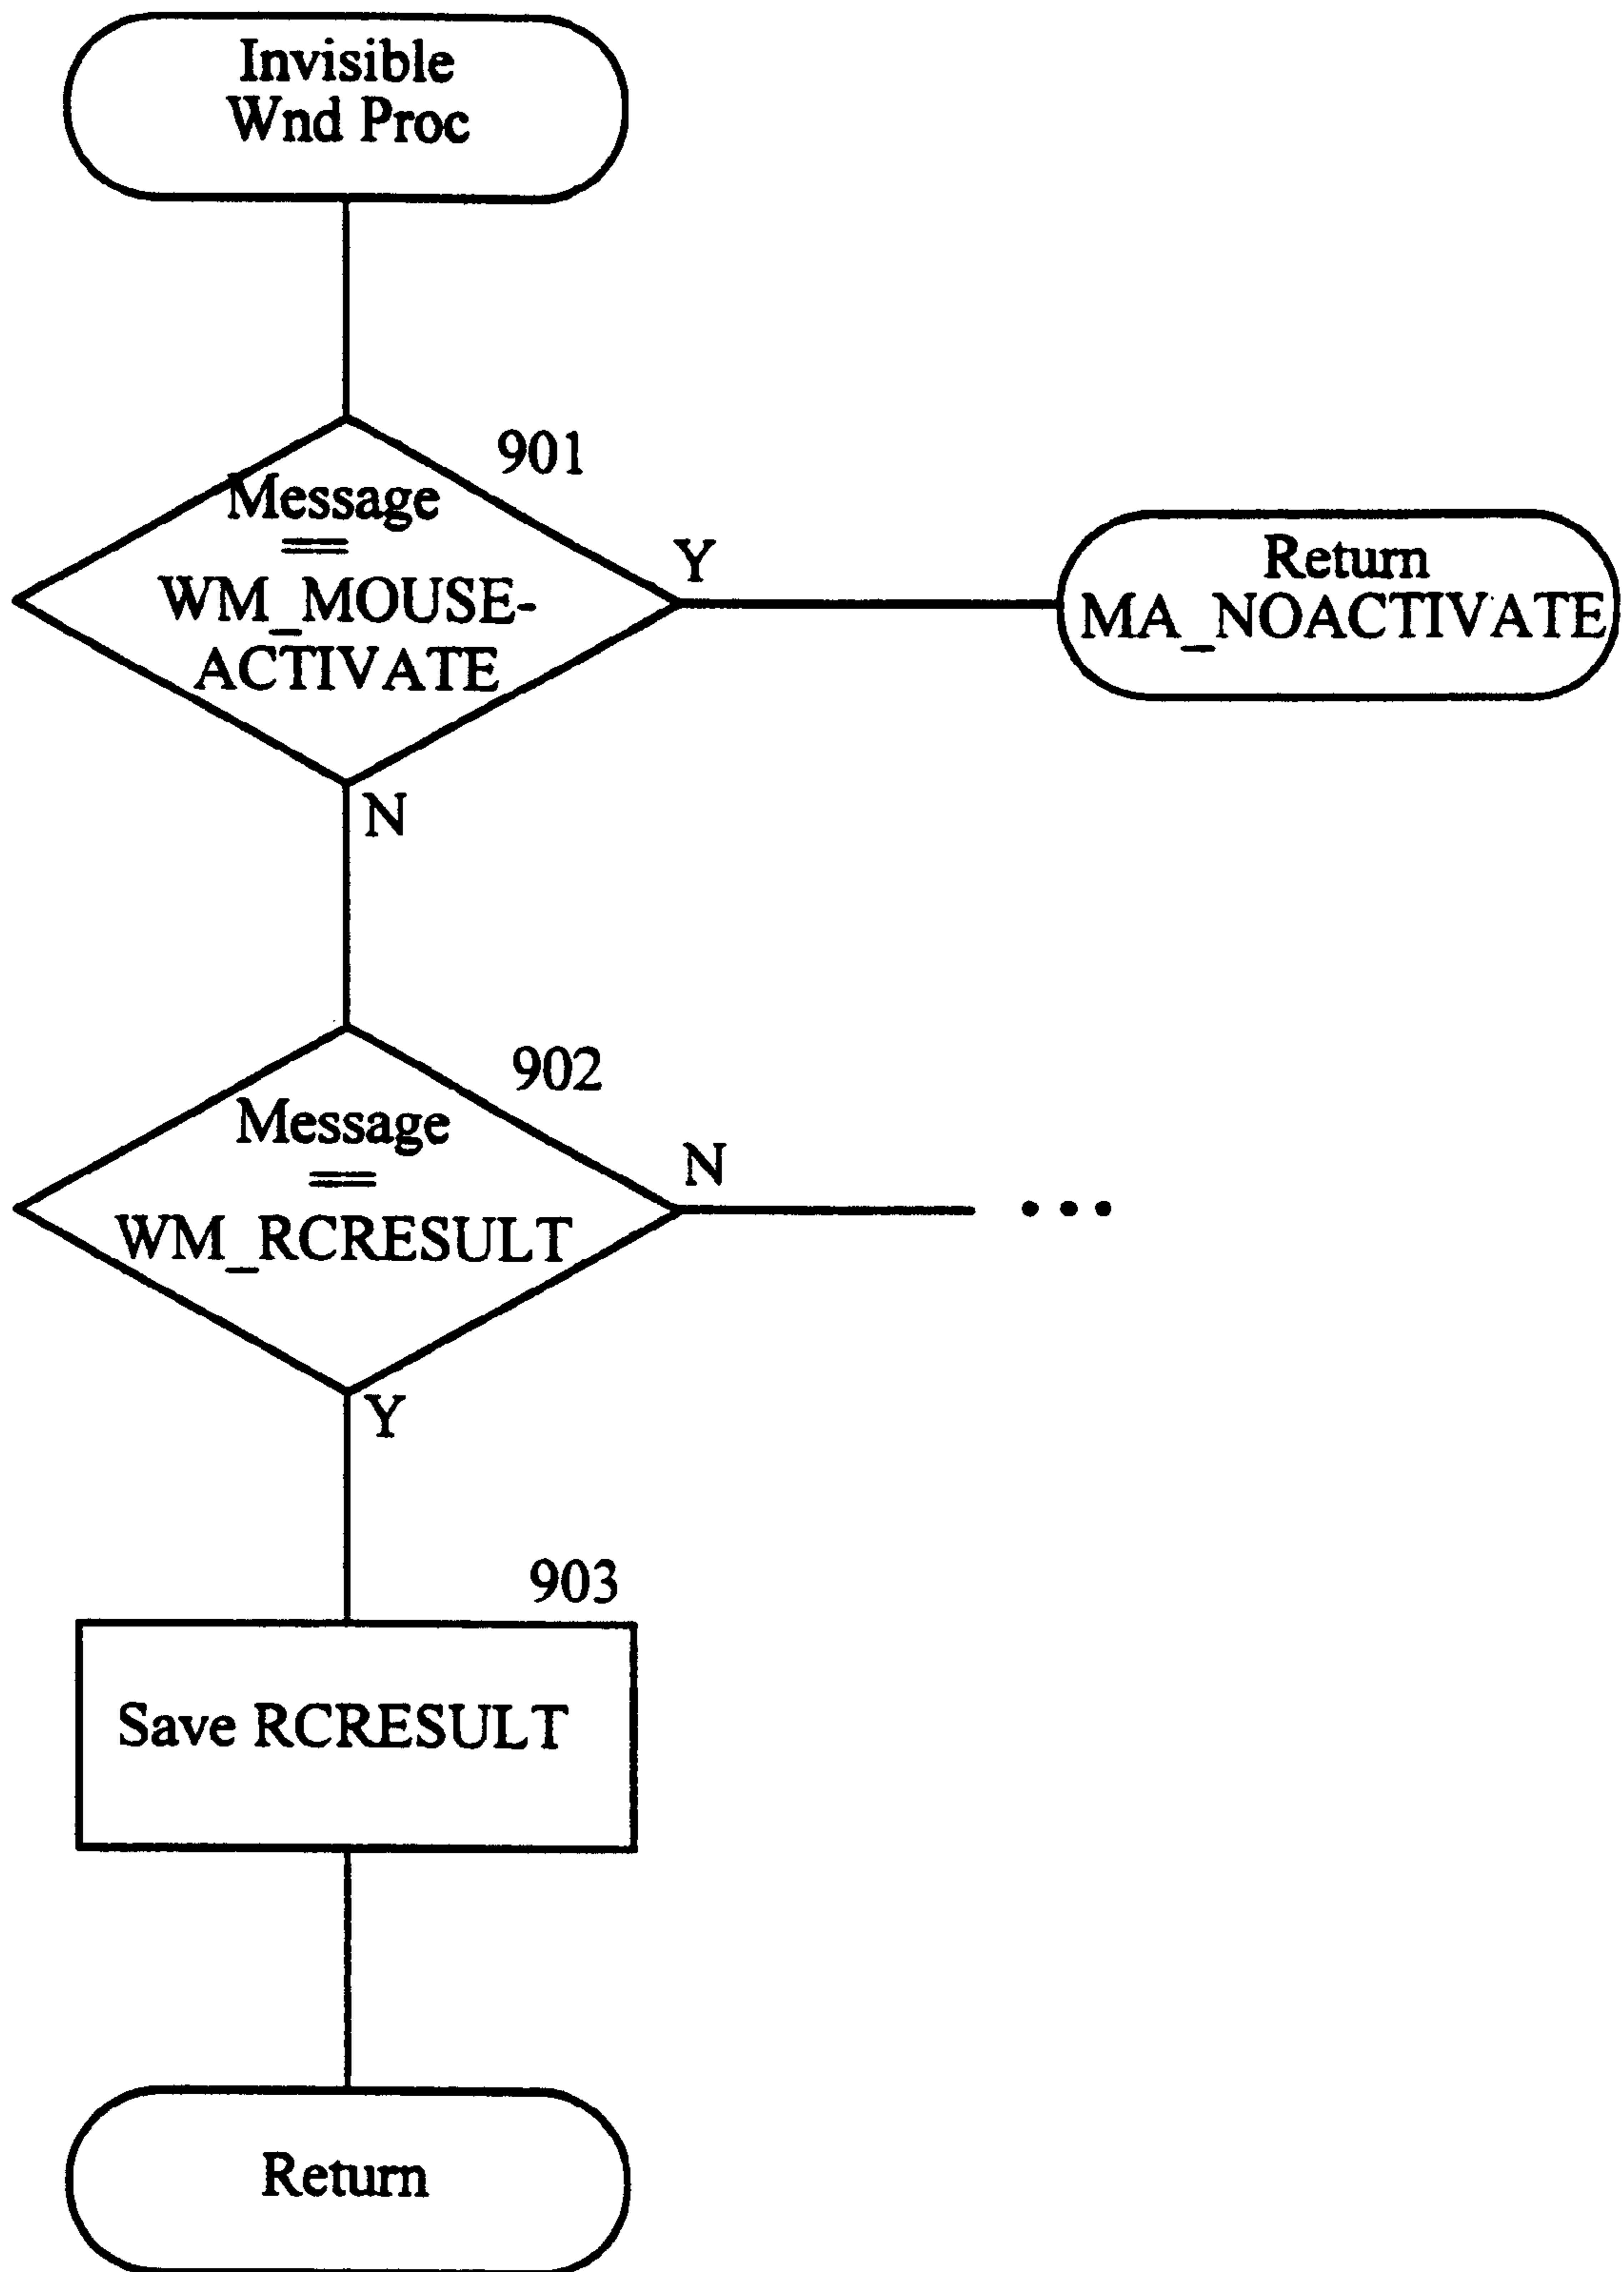 Invisible
Wnd Proc
901
Message
==
WM_MOUSE-
ACTIVATE
Y
Return
MA_NOACTIVATE
N
902
Message
==
WM_RCRESULT
N
...
Y
903
Save RCRESULT
Return